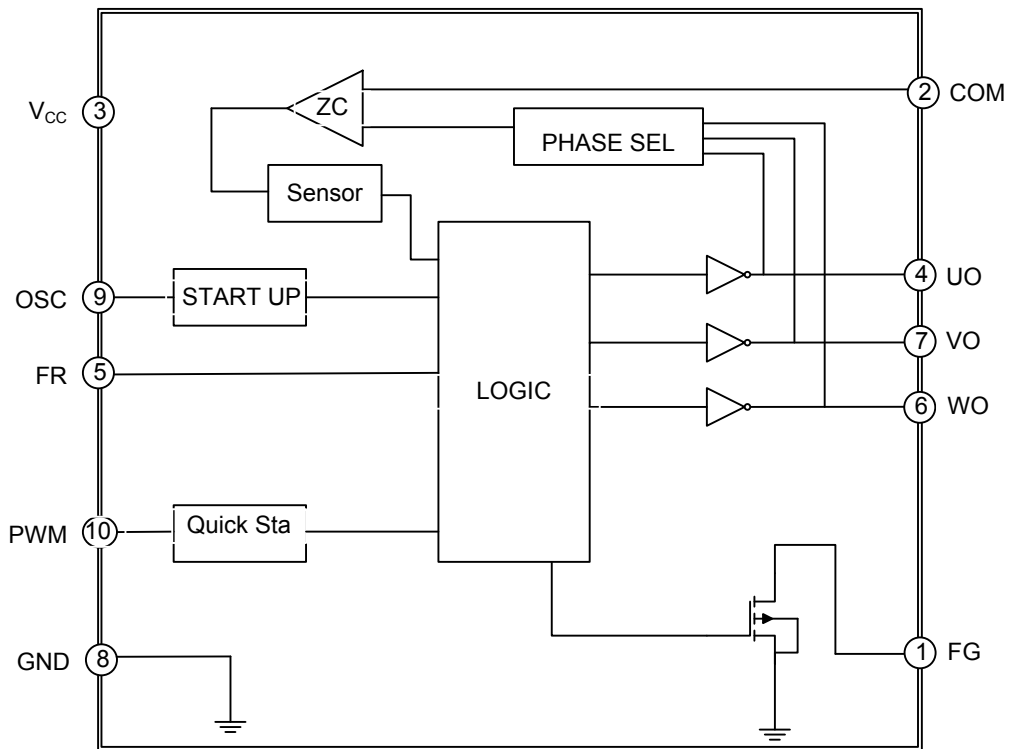 ZC
2 COM
V_CC 3
PHASE SEL
Sensor
4 UO
OSC 9 START UP
7 VO
FR 5
LOGIC
6 WO
PWM 10 Quick Sta
GND 8
1 FG